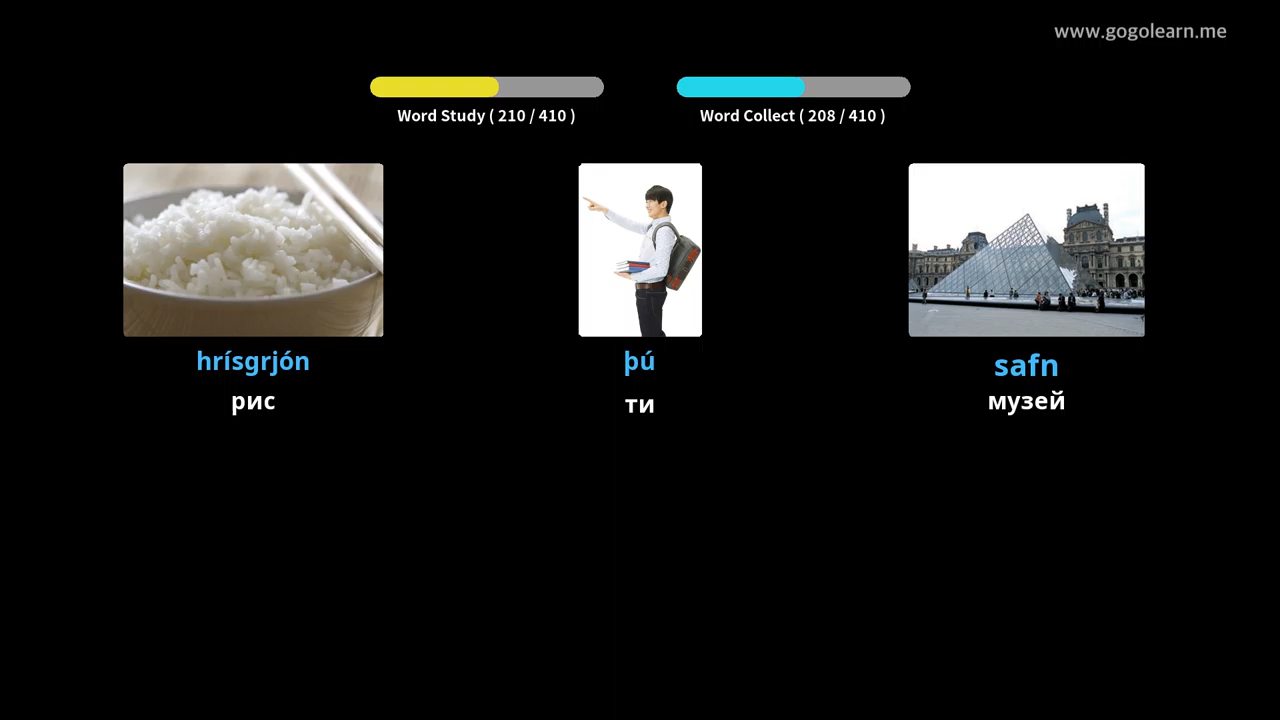 www.gogolearn.me
Word Study ( 210 / 410 )
Word Collect ( 208 / 410 )
hrísgrjón
þú
safn
рис
ти
музей